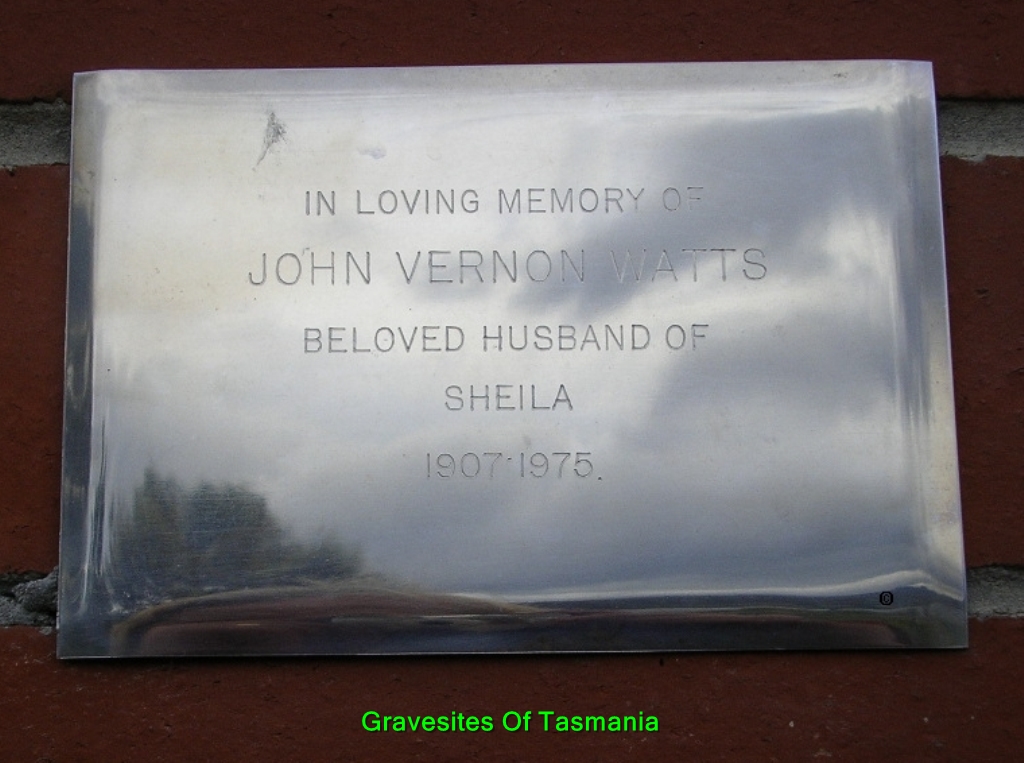 IN LOVING MEMORY OF
JOHN VERNON WATTS
BELOVED HUSBAND OF
SHEILA
1907-1975.
©
Gravesites Of Tasmania